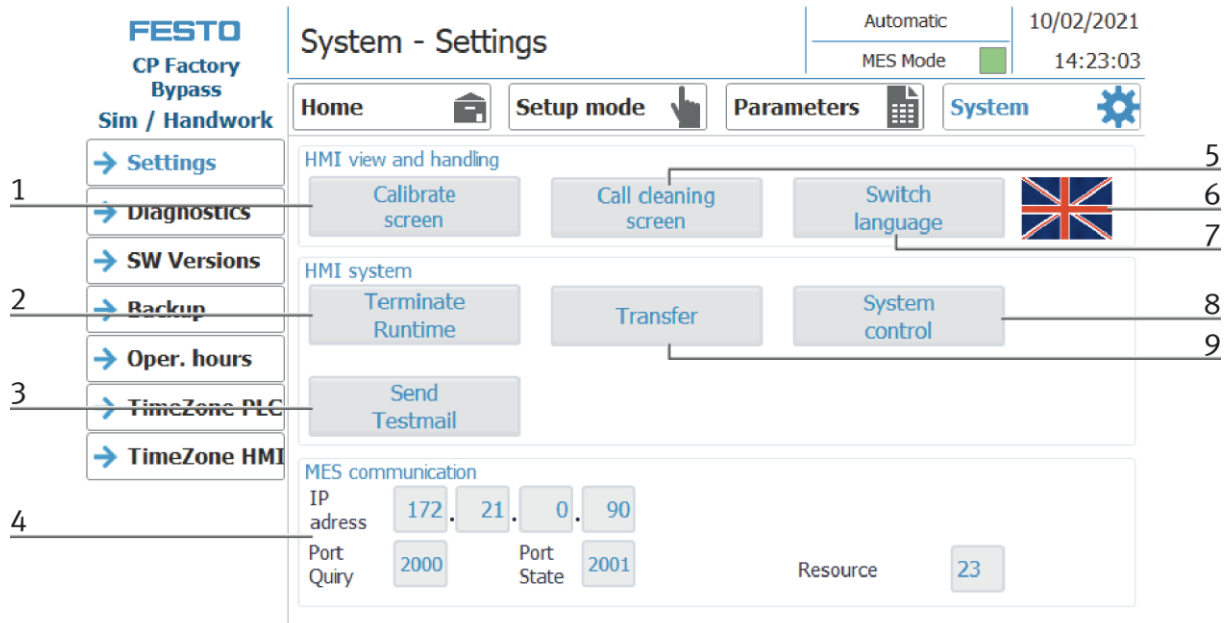 FESTO
CP Factory
Bypass
Sim / Handwork
System - Settings
Automatic
MES Mode
10/02/2021
14:23:03
Home
Setup mode
Parameters
System
Settings
Diagnostics
SW Versions
Backup
Oper. hours
TimeZone PLC
TimeZone HMI
HMI view and handling
Calibrate
screen
Call cleaning
screen
Switch
language
HMI system
Terminate
Runtime
Transfer
System
control
Send
Testmail
MES communication
IP
adress
172 . 21 . 0 . 90
Port
Quiry
2000
Port
State
2001
Resource
23
1
2
3
4
5
6
7
8
9